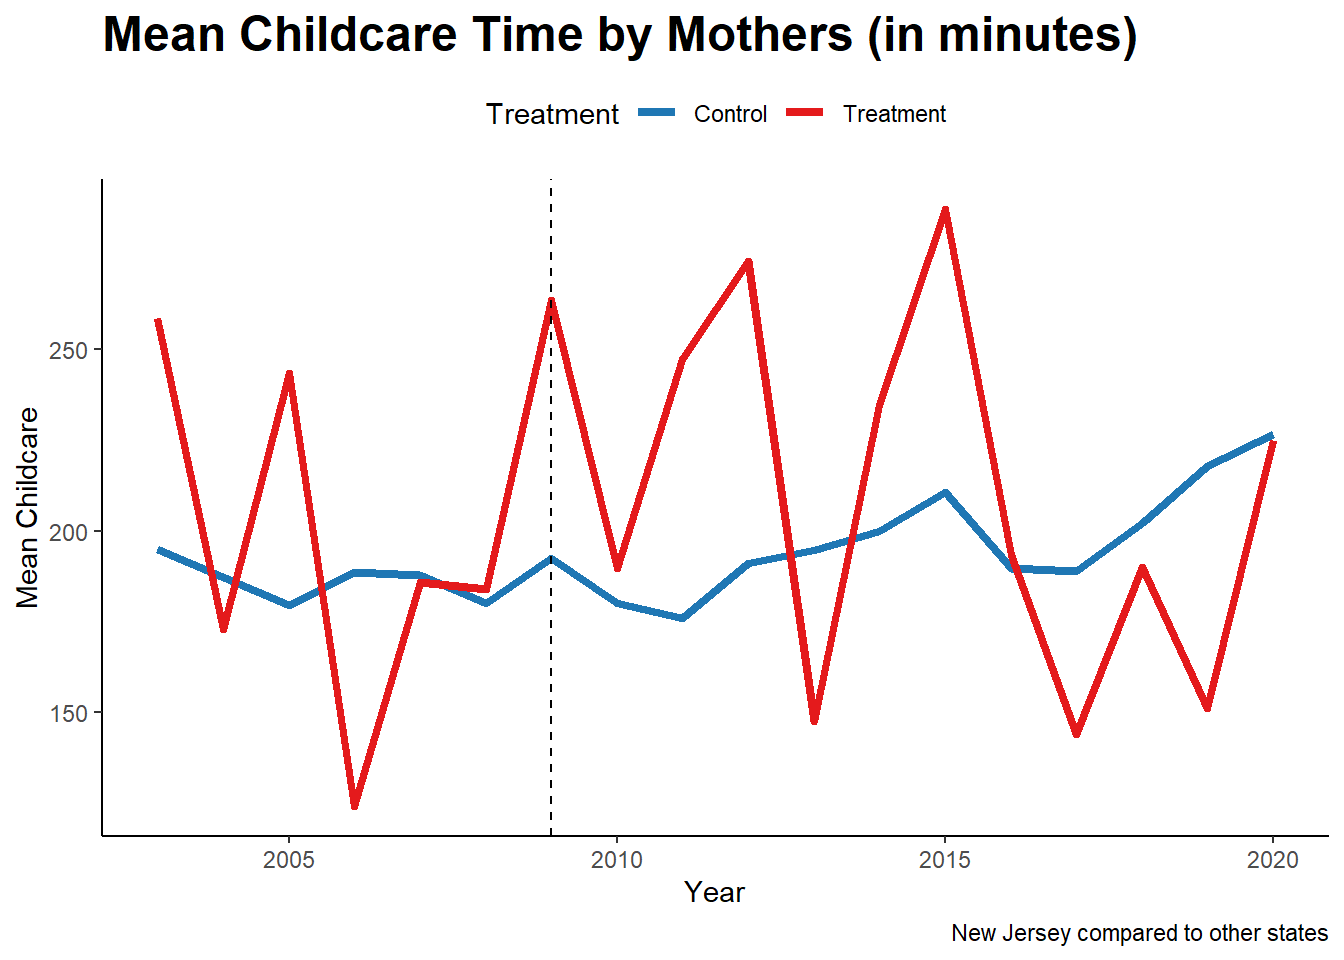 Mean Childcare Time by Mothers (in minutes)
Treatment Control Treatment
250
200
150
Mean Childcare
2005 2010 2015 2020
Year
New Jersey compared to other states